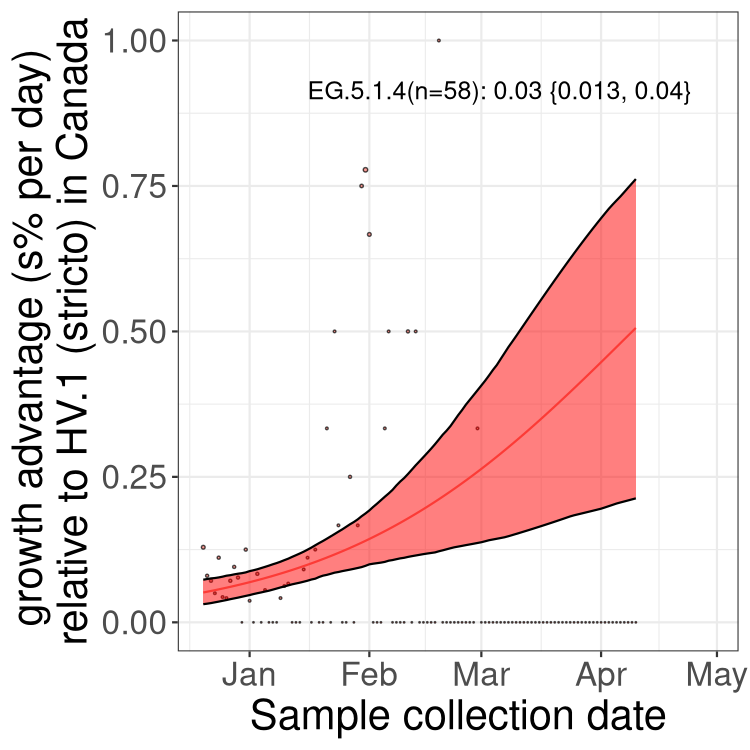 growth advantage (s% per day)
relative to HV.1 (stricto) in Canada
1.00
0.75
0.50
0.25
0.00
EG.5.1.4(n=58): 0.03 {0.013, 0.04}
Jan Feb Mar Apr May
Sample collection date